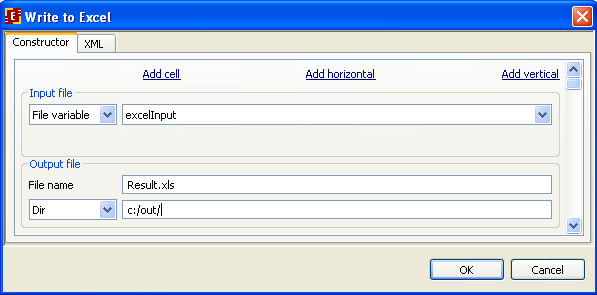 Write to Excel
Constructor XML
Add cell Add horizontal Add vertical
Input file
File variable excelInput
Output file
File name Result.xls
Dir c:/out/
OK Cancel